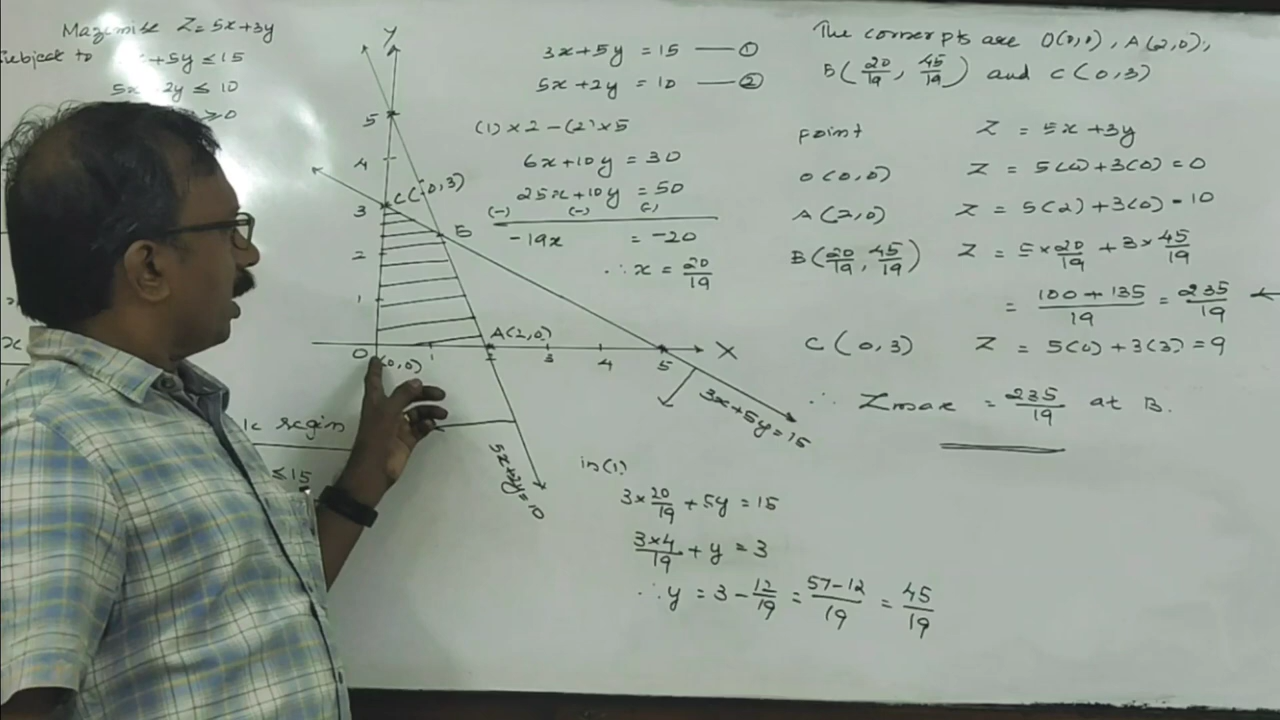 Maximise Z = 5x+3y
Subject to +5y ≤ 15
5x 2y ≤ 10
≥ 0
Y
5
4
3
2
1
O
(0,0)
C(0,3)
B
A(2,0)
1 2 3 4 5
X
3x+5y=15
5x+2y=10
≤ 15
3x+5y = 15 — ①
5x+2y = 10 — ②
(1)×2 – (2)×5
6x+10y = 30
25x+10y = 50
(-) (-) (-)
-19x = -20
∴ x = 20/19
in (1)
3×20/19 + 5y = 15
3×4/19 + y = 3
∴ y = 3 - 12/19 = 57-12/19 = 45/19
The corner pts are O(0,0), A(2,0),
B(20/19, 45/19) and C(0,3)
point Z = 5x+3y
O(0,0) Z = 5(0)+3(0) = 0
A(2,0) Z = 5(2)+3(0) = 10
B(20/19, 45/19) Z = 5×20/19 + 3×45/19
= 100+135/19 = 235/19 ←
C(0,3) Z = 5(0)+3(3) = 9
∴ Zmax = 235/19 at B.